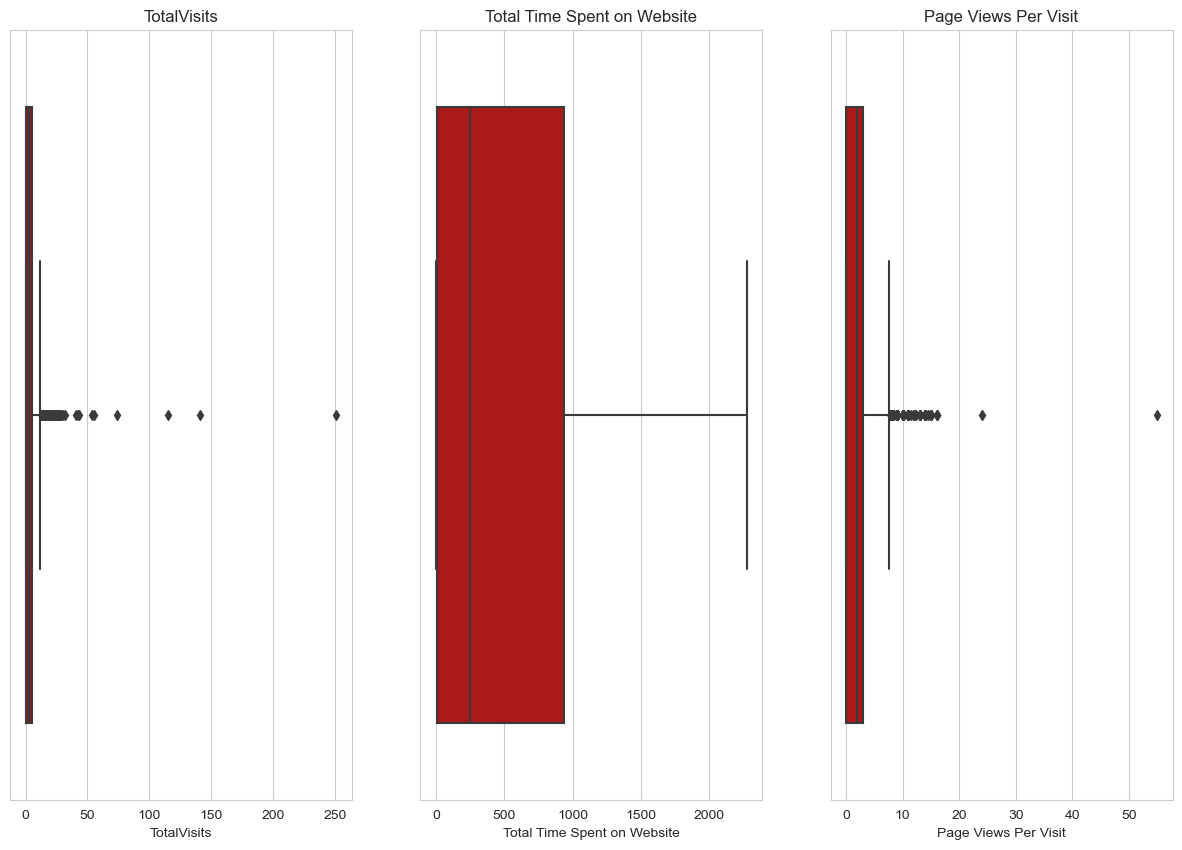 TotalVisits
Total Time Spent on Website
Page Views Per Visit
0 50 100 150 200 250
0 500 1000 1500 2000
0 10 20 30 40 50
TotalVisits
Total Time Spent on Website
Page Views Per Visit